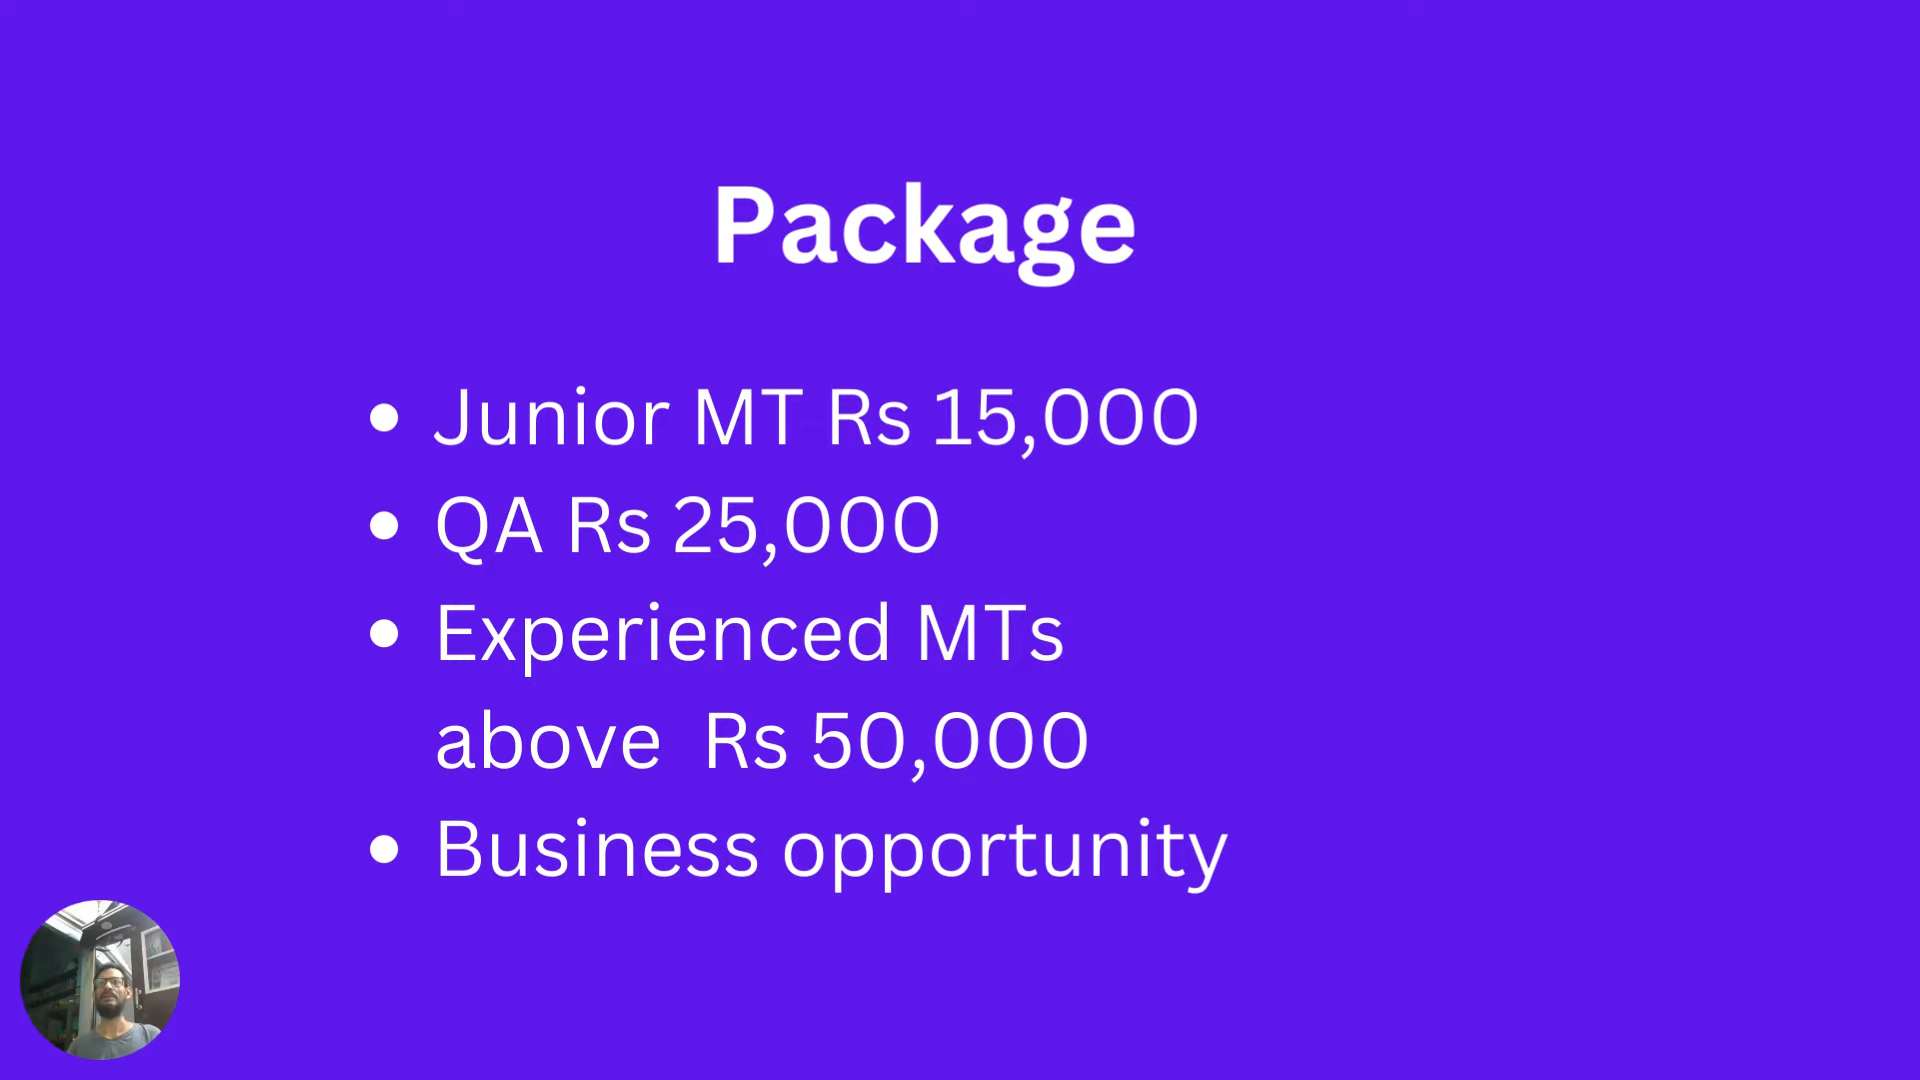 Package
• Junior MT Rs 15,000
• QA Rs 25,000
• Experienced MTs
above Rs 50,000
• Business opportunity